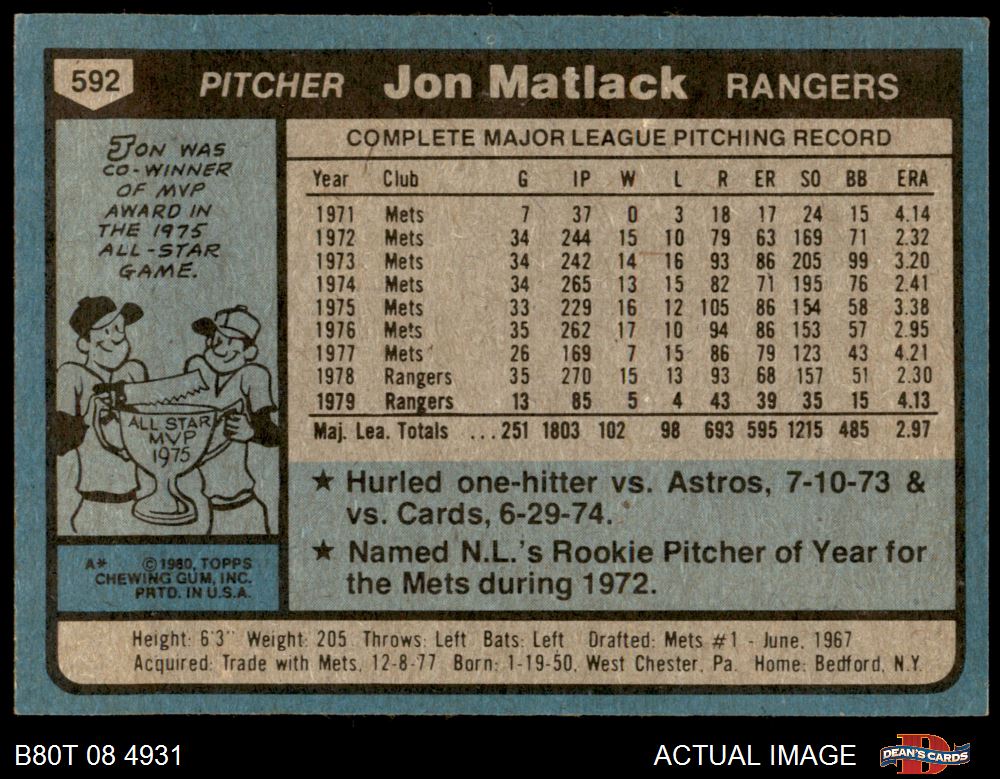 592 PITCHER Jon Matlack RANGERS
JON WAS
CO-WINNER
OF MVP
AWARD IN
THE 1975
ALL-STAR
GAME.
ALL STAR
MVP
1975
A* ©1980, TOPPS
CHEWING GUM, INC.
PRTD. IN U.S.A.
COMPLETE MAJOR LEAGUE PITCHING RECORD
Year Club G IP W L R ER SO BB ERA
1971 Mets 7 37 0 3 18 17 24 15 4.14
1972 Mets 34 244 15 10 79 63 169 71 2.32
1973 Mets 34 242 14 16 93 86 205 99 3.20
1974 Mets 34 265 13 15 82 71 195 76 2.41
1975 Mets 33 229 16 12 105 86 154 58 3.38
1976 Mets 35 262 17 10 94 86 153 57 2.95
1977 Mets 26 169 7 15 86 79 123 43 4.21
1978 Rangers 35 270 15 13 93 68 157 51 2.30
1979 Rangers 13 85 5 4 43 39 35 15 4.13
Maj. Lea. Totals ...251 1803 102 98 693 595 1215 485 2.97
★ Hurled one-hitter vs. Astros, 7-10-73 &
vs. Cards, 6-29-74.
★ Named N.L.'s Rookie Pitcher of Year for
the Mets during 1972.
Height: 6'3" Weight: 205 Throws: Left Bats: Left Drafted: Mets #1 - June, 1967
Acquired: Trade with Mets, 12-8-77 Born: 1-19-50, West Chester, Pa. Home: Bedford, N.Y.
B80T 08 4931 ACTUAL IMAGE DEAN'S CARDS